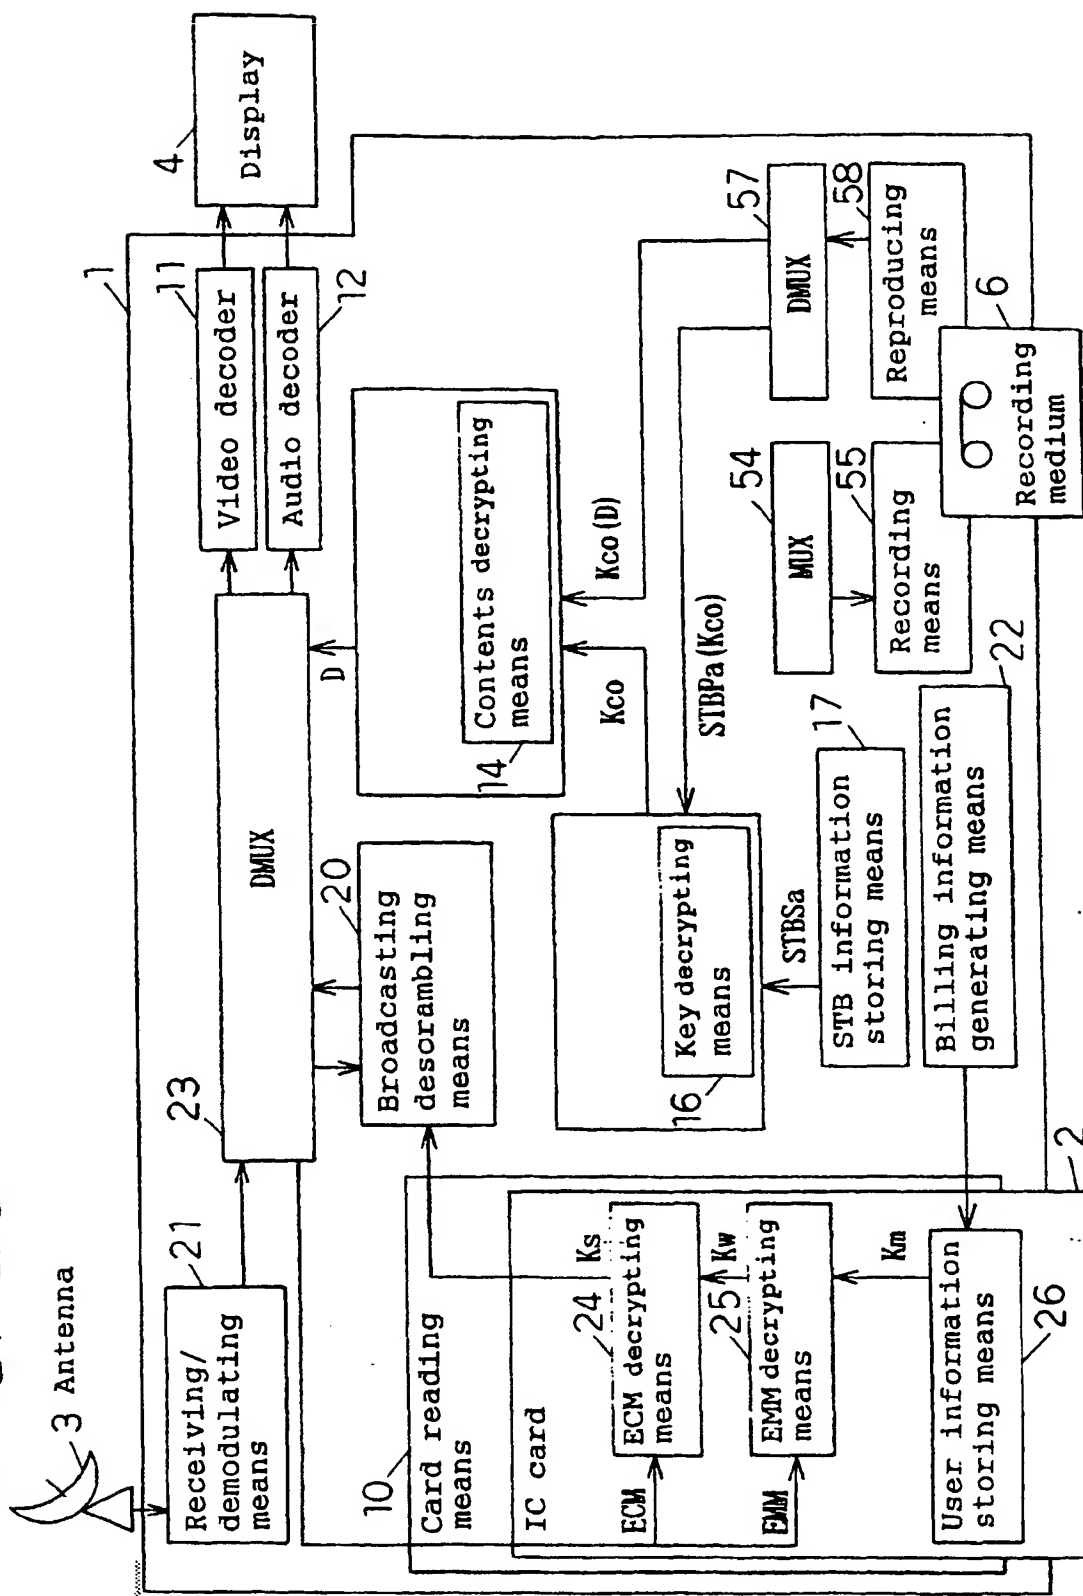 3 Antenna
Receiving/
demodulating
means
21
23
DMUX
1
11
Video decoder
Audio decoder
12
4
Display
20
Broadcasting
desorambling
means
D
Contents decrypting
means
14
Kco
Kco(D)
10
Card reading
means
IC card
ECM
Ks
24
ECM decrypting
means
EMM
25
Kw
EMM decrypting
means
Km
User information
storing means
26
2
Key decrypting
means
16
STBSa
STBPa(Kco)
17
STB information
storing means
Billing information
generating means
22
54
MUX
55
Recording
means
57
DMUX
58
Reproducing
means
6
Recording
medium